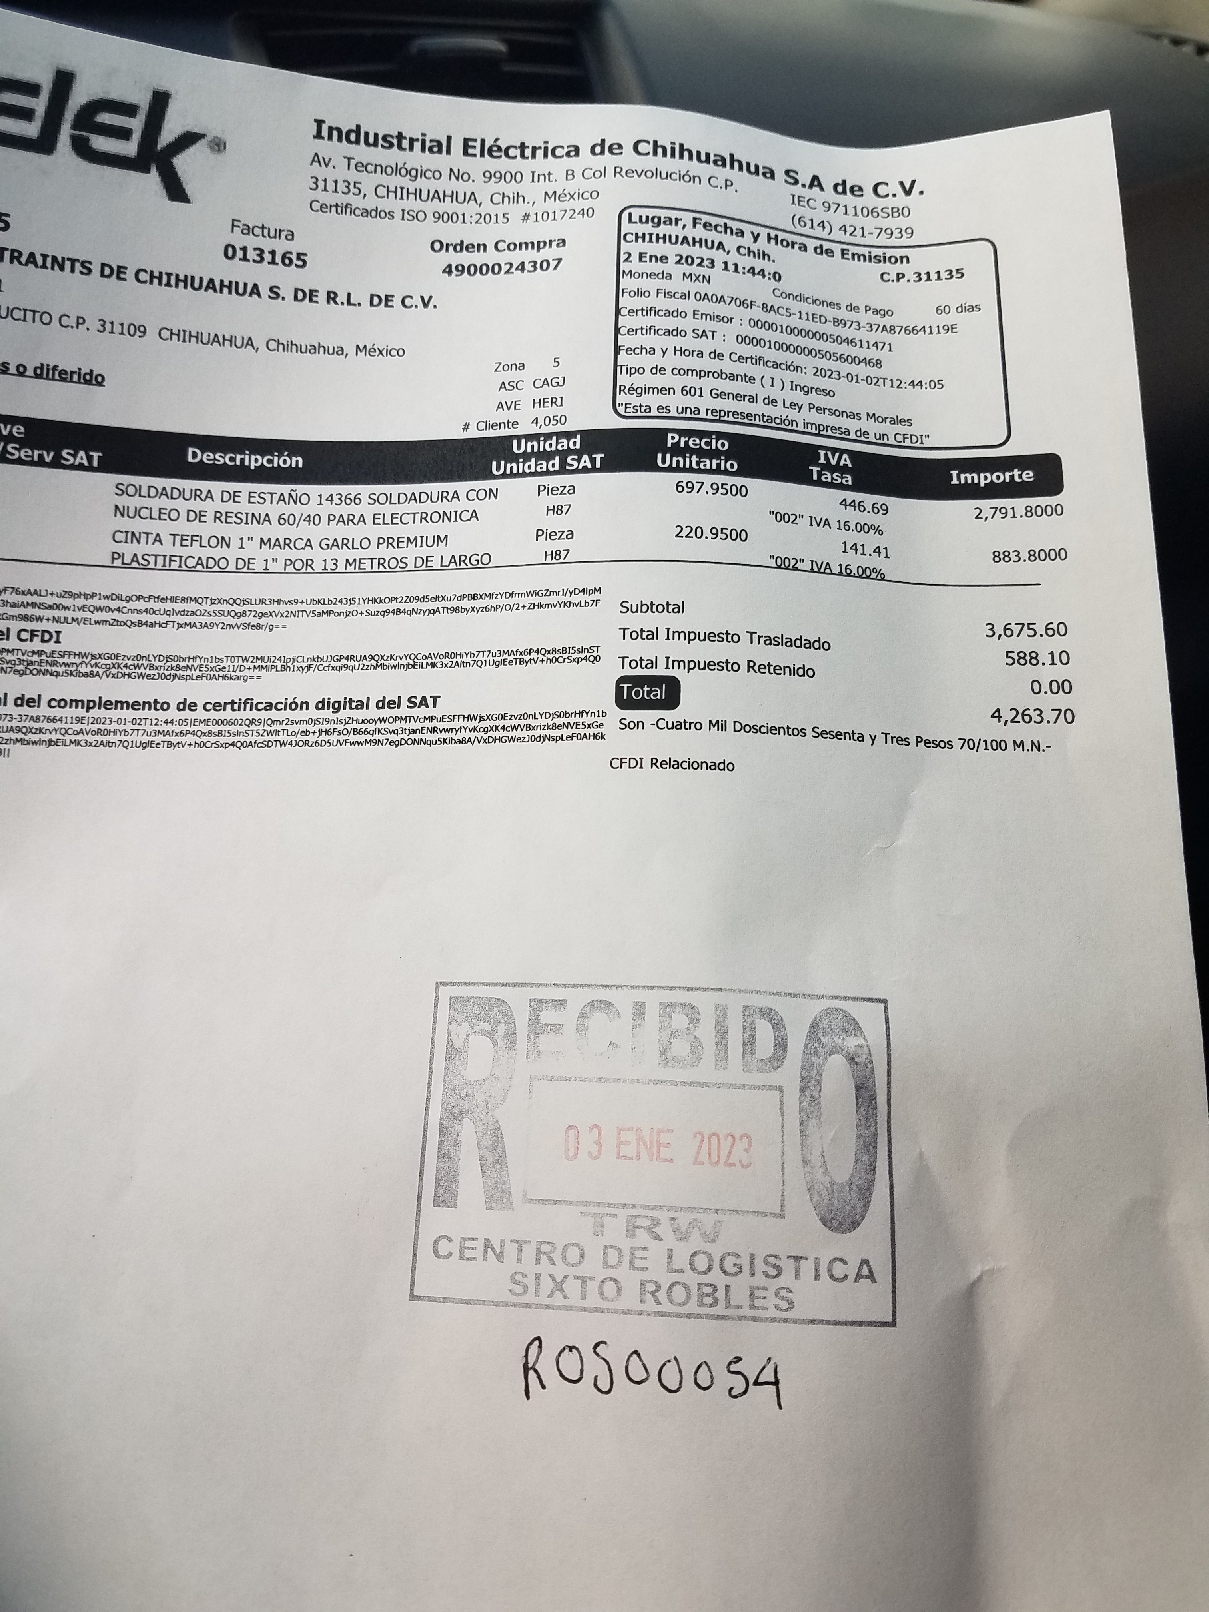 elek®
Industrial Eléctrica de Chihuahua S.A de C.V.
Av. Tecnológico No. 9900 Int. B Col Revolución C.P.
31135, CHIHUAHUA, Chih., México
Certificados ISO 9001:2015 #1017240
IEC 971106SB0
(614) 421-7939
5
Factura
013165
Orden Compra
4900024307
TRAINTS DE CHIHUAHUA S. DE R.L. DE C.V.
UCITO C.P. 31109 CHIHUAHUA, Chihuahua, México
s o diferido
Zona 5
ASC CAGJ
AVE HERJ
# Cliente 4,050
Lugar, Fecha y Hora de Emision
CHIHUAHUA, Chih.
C.P.31135
2 Ene 2023 11:44:0
Moneda MXN Condiciones de Pago 60 días
Folio Fiscal 0A0A706F-8AC5-11ED-B973-37A87664119E
Certificado Emisor : 00001000000504611471
Certificado SAT : 00001000000505600468
Fecha y Hora de Certificación: 2023-01-02T12:44:05
Tipo de comprobante ( I ) Ingreso
Régimen 601 General de Ley Personas Morales
"Esta es una representación impresa de un CFDI"
ve
/Serv SAT
Descripción
Unidad
Unidad SAT
Precio
Unitario
IVA
Tasa
Importe
SOLDADURA DE ESTAÑO 14366 SOLDADURA CON
NUCLEO DE RESINA 60/40 PARA ELECTRONICA
Pieza
H87
697.9500
446.69
"002" IVA 16.00%
2,791.8000
CINTA TEFLON 1" MARCA GARLO PREMIUM
PLASTIFICADO DE 1" POR 13 METROS DE LARGO
Pieza
H87
220.9500
141.41
"002" IVA 16.00%
883.8000
el CFDI
l del complemento de certificación digital del SAT
Subtotal 3,675.60
Total Impuesto Trasladado 588.10
Total Impuesto Retenido 0.00
Total 4,263.70
Son -Cuatro Mil Doscientos Sesenta y Tres Pesos 70/100 M.N.-
CFDI Relacionado
RECIBIDO
03 ENE 2023
TRW
CENTRO DE LOGISTICA
SIXTO ROBLES
ROS00054